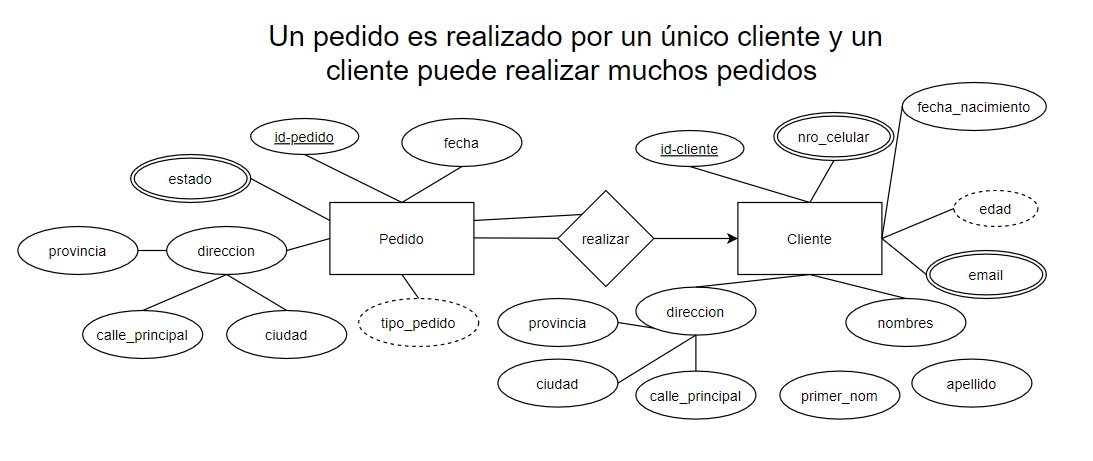 Un pedido es realizado por un único cliente y un
cliente puede realizar muchos pedidos
fecha_nacimiento
id-pedido
fecha
nro_celular
id-cliente
estado
edad
provincia
direccion
Pedido
realizar
Cliente
email
direccion
tipo_pedido
provincia
nombres
calle_principal
ciudad
ciudad
calle_principal
primer_nom
apellido